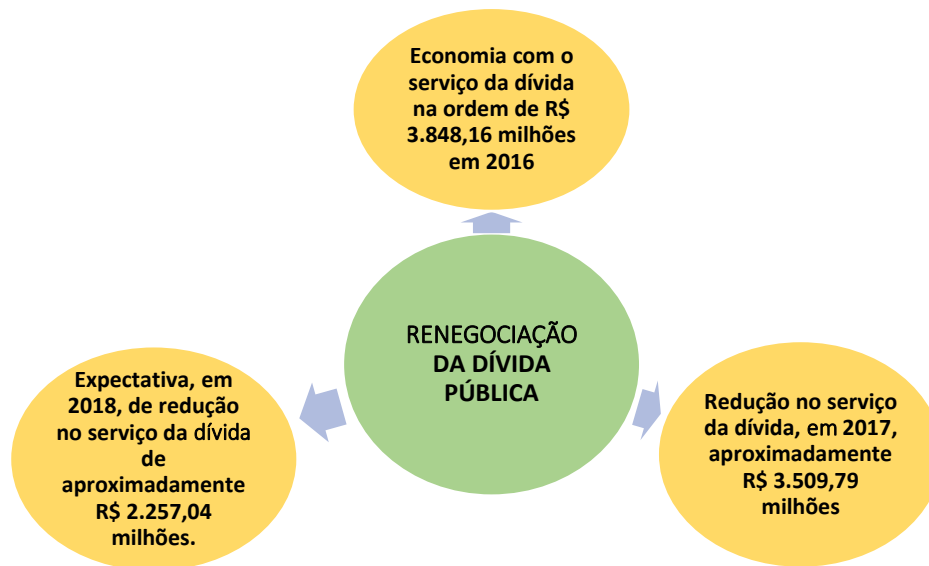 Economia com o
serviço da dívida
na ordem de R$
3.848,16 milhões
em 2016
RENEGOCIAÇÃO
DA DÍVIDA
PÚBLICA
Expectativa, em
2018, de redução
no serviço da dívida
de
aproximadamente
R$ 2.257,04
milhões.
Redução no serviço
da dívida, em 2017,
aproximadamente
R$ 3.509,79
milhões